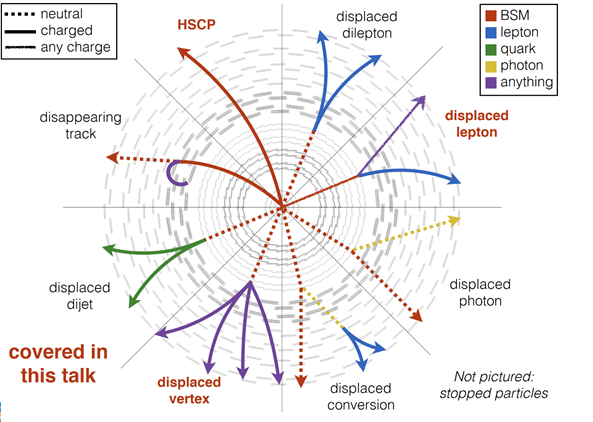 neutral
charged
any charge
HSCP
displaced
dilepton
BSM
lepton
quark
photon
anything
disappearing
track
displaced
lepton
displaced
dijet
displaced
photon
covered in
this talk
displaced
vertex
displaced
conversion
Not pictured:
stopped particles